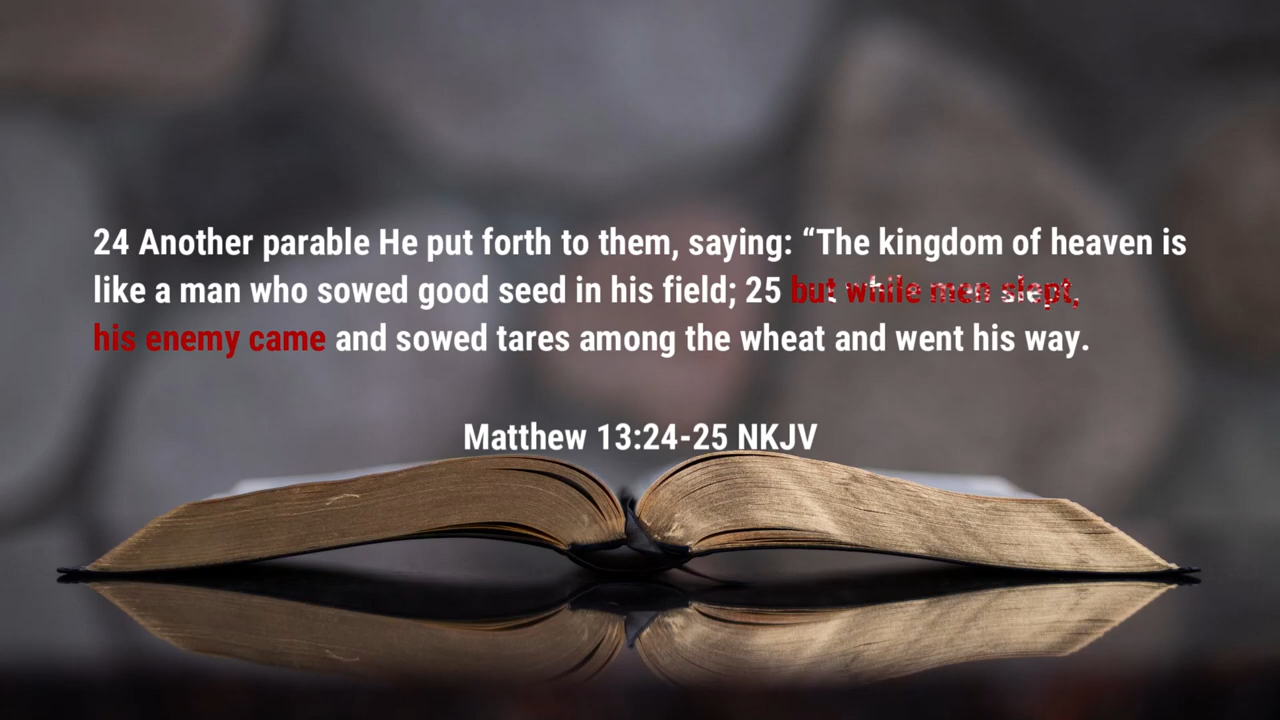 24 Another parable He put forth to them, saying: “The kingdom of heaven is
like a man who sowed good seed in his field; 25 but while men slept,
his enemy came and sowed tares among the wheat and went his way.
Matthew 13:24-25 NKJV